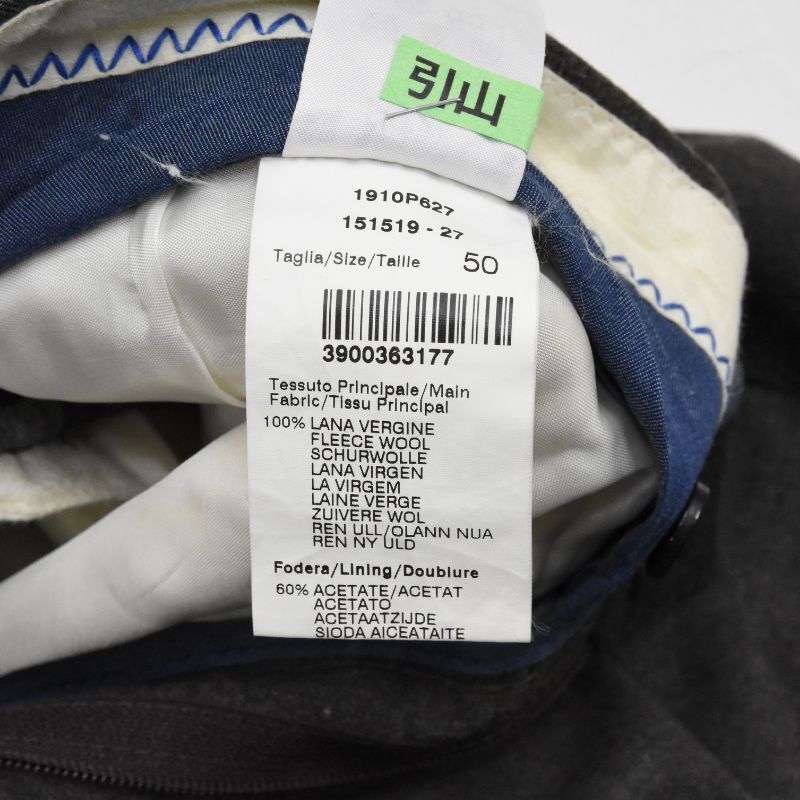 引山
1910P627
151519 - 27
Taglia/Size/Taille 50
3900363177
Tessuto Principale/Main
Fabric/Tissu Principal
100% LANA VERGINE
FLEECE WOOL
SCHURWOLLE
LANA VIRGEN
LA VIRGEM
LAINE VERGE
ZUIVERE WOL
REN ULL/OLANN NUA
REN NY ULD
Fodera/Lining/Doublure
60% ACETATE/ACETAT
ACETATO
ACETAATZIJDE
SIODA AICEATAITE